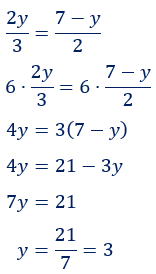 2y/3 = (7 − y)/2
6 · 2y/3 = 6 · (7 − y)/2
4y = 3(7 − y)
4y = 21 − 3y
7y = 21
y = 21/7 = 3